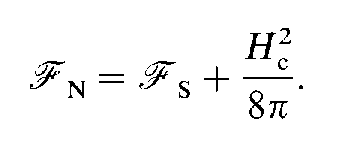 ℱ_N = ℱ_S + H_c^2 / 8π.